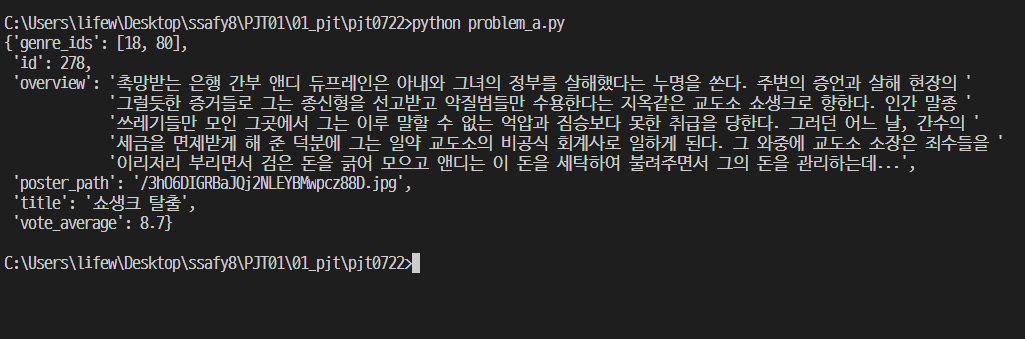 C:\Users\lifew\Desktop\ssafy8\PJT01\01_pjt\pjt0722>python problem_a.py
{'genre_ids': [18, 80],
 'id': 278,
 'overview': '촉망받는 은행 간부 앤디 듀프레인은 아내와 그녀의 정부를 살해했다는 누명을 쓴다. 주변의 증언과 살해 현장의 '
             '그럴듯한 증거들로 그는 종신형을 선고받고 악질범들만 수용한다는 지옥같은 교도소 쇼생크로 향한다. 인간 말종 '
             '쓰레기들만 모인 그곳에서 그는 이루 말할 수 없는 억압과 짐승보다 못한 취급을 당한다. 그러던 어느 날, 간수의 '
             '세금을 면제받게 해 준 덕분에 그는 일약 교도소의 비공식 회계사로 일하게 된다. 그 와중에 교도소 소장은 죄수들을 '
             '이리저리 부리면서 검은 돈을 긁어 모으고 앤디는 이 돈을 세탁하여 불려주면서 그의 돈을 관리하는데...',
 'poster_path': '/3hO6DIGRBaJQj2NLEYBMwpcz88D.jpg',
 'title': '쇼생크 탈출',
 'vote_average': 8.7}
C:\Users\lifew\Desktop\ssafy8\PJT01\01_pjt\pjt0722>